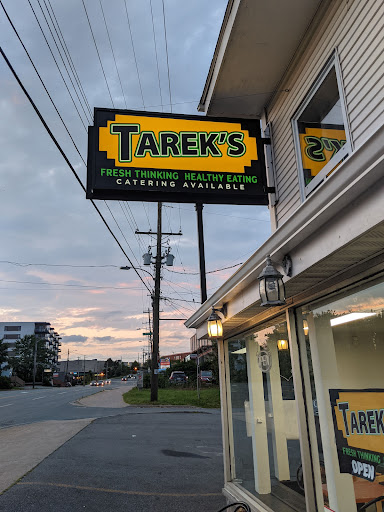 TAREK'S
FRESH THINKING HEALTHY EATING
CATERING AVAILABLE
TAREK
FRESH THINKING
OPEN